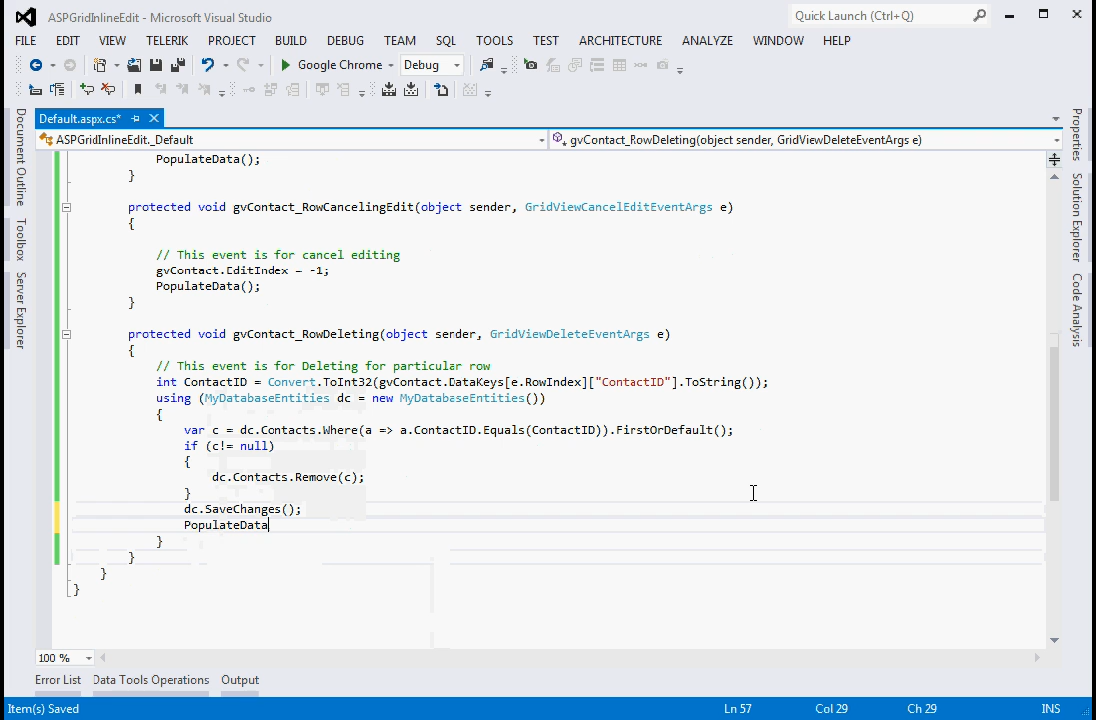 ASPGridInlineEdit - Microsoft Visual Studio
Quick Launch (Ctrl+Q)
FILE EDIT VIEW TELERIK PROJECT BUILD DEBUG TEAM SQL TOOLS TEST ARCHITECTURE ANALYZE WINDOW HELP
Google Chrome Debug
Default.aspx.cs*
ASPGridInlineEdit._Default
gvContact_RowDeleting(object sender, GridViewDeleteEventArgs e)
Document Outline
Toolbox
Server Explorer
PopulateData();
}
protected void gvContact_RowCancelingEdit(object sender, GridViewCancelEditEventArgs e)
{
// This event is for cancel editing
gvContact.EditIndex = -1;
PopulateData();
}
protected void gvContact_RowDeleting(object sender, GridViewDeleteEventArgs e)
{
// This event is for Deleting for particular row
int ContactID = Convert.ToInt32(gvContact.DataKeys[e.RowIndex]["ContactID"].ToString());
using (MyDatabaseEntities dc = new MyDatabaseEntities())
{
var c = dc.Contacts.Where(a => a.ContactID.Equals(ContactID)).FirstOrDefault();
if (c!= null)
{
dc.Contacts.Remove(c);
}
dc.SaveChanges();
PopulateData
}
}
}
}
Properties
Solution Explorer
Code Analysis
100 %
Error List Data Tools Operations Output
Item(s) Saved
Ln 57 Col 29 Ch 29 INS